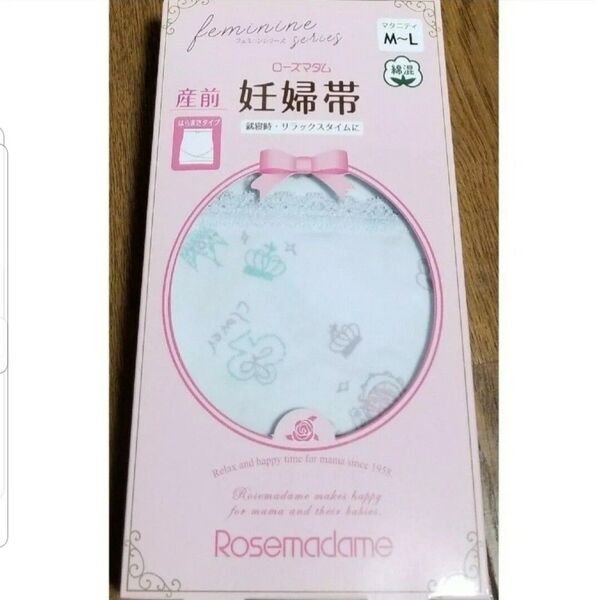 feminine
フェミニンシリーズ series
マタニティ
M~L
綿混
ローズマダム
産前 妊婦帯
はらまきタイプ
就寝時・リラックスタイムに
clover
Relax and happy time for mama since 1958
Rosemadame makes happy
for mama and their babies.
Rosemadame